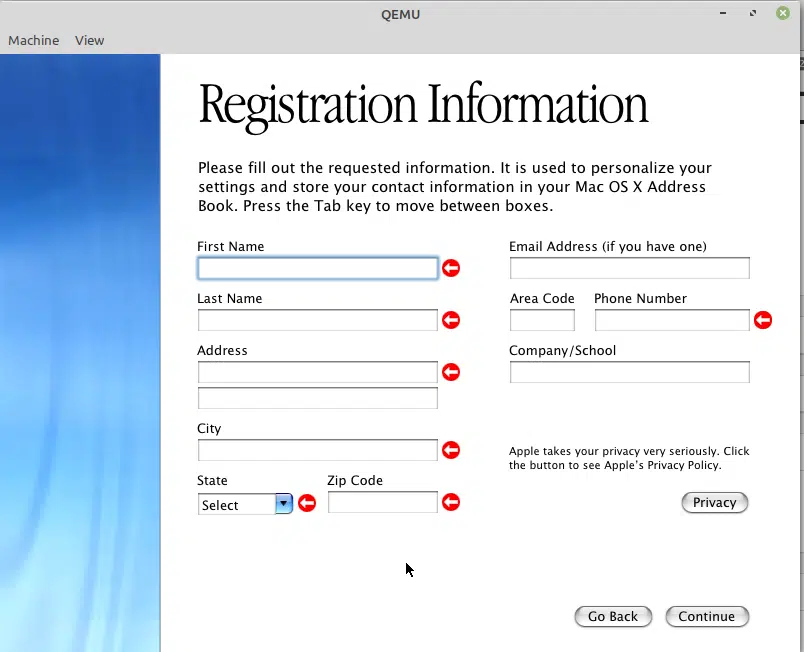 QEMU
Machine View
Registration Information
Please fill out the requested information. It is used to personalize your
settings and store your contact information in your Mac OS X Address
Book. Press the Tab key to move between boxes.
First Name
Email Address (if you have one)
Last Name
Area Code
Phone Number
Address
Company/School
City
Apple takes your privacy very seriously. Click
the button to see Apple's Privacy Policy.
State
Zip Code
Select
Privacy
Go Back
Continue